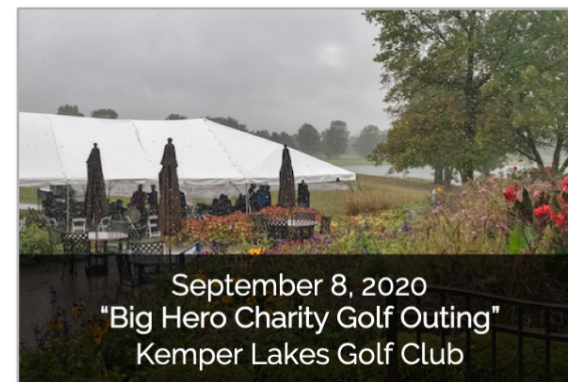 September 8, 2020
“Big Hero Charity Golf Outing”
Kemper Lakes Golf Club